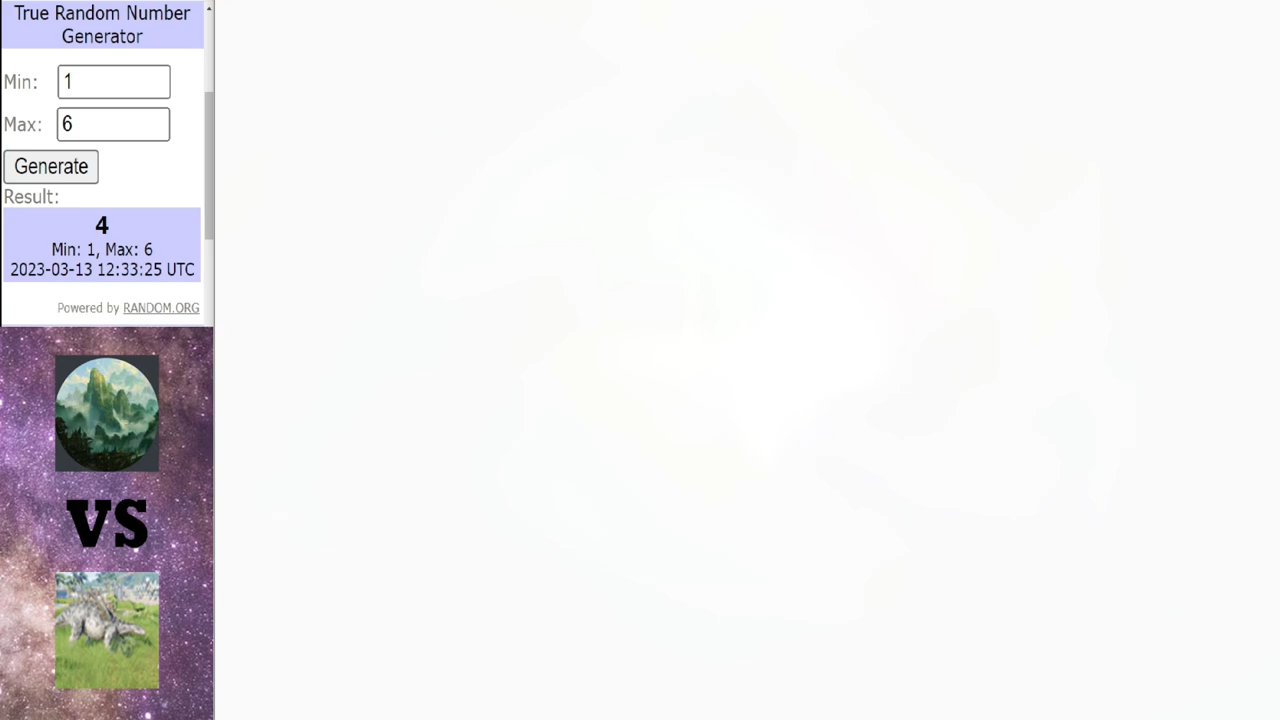 True Random Number
Generator
Min: 1
Max: 6
Generate
Result:
4
Min: 1, Max: 6
2023-03-13 12:33:25 UTC
Powered by RANDOM.ORG
VS